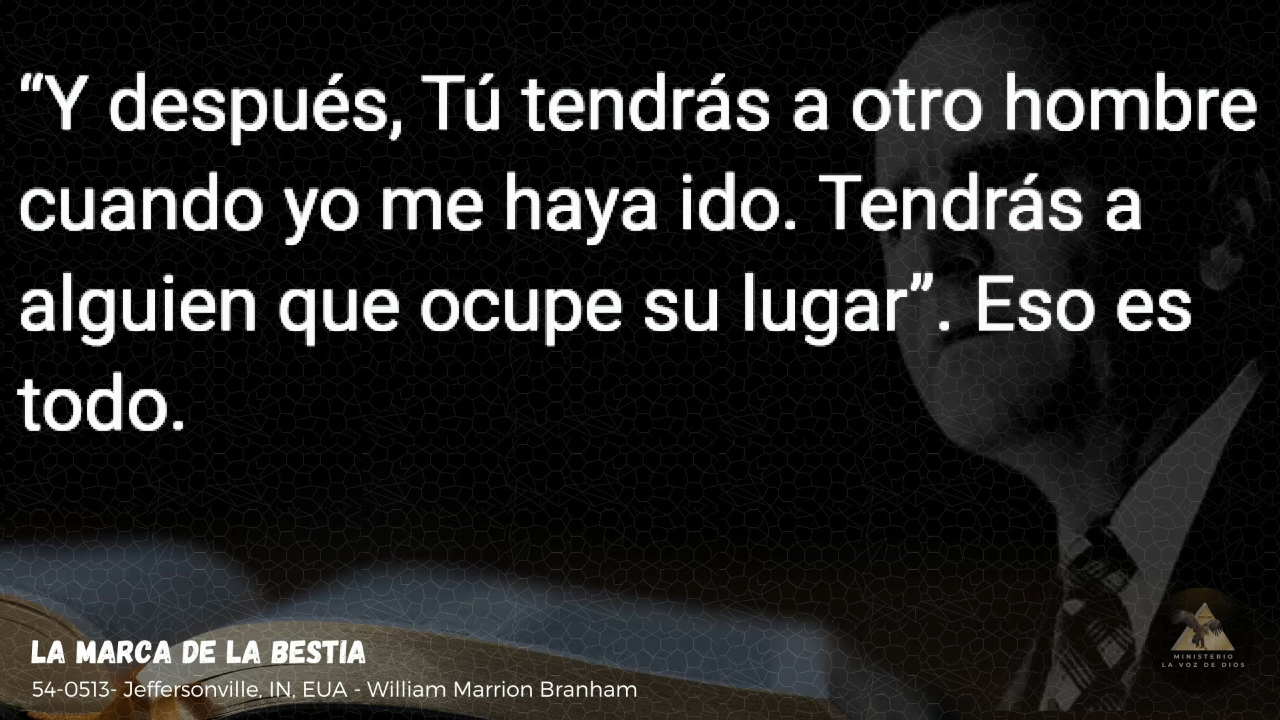 “Y después, Tú tendrás a otro hombre
cuando yo me haya ido. Tendrás a
alguien que ocupe su lugar”. Eso es
todo.
LA MARCA DE LA BESTIA
54-0513- Jeffersonville, IN, EUA - William Marrion Branham
MINISTERIO
LA VOZ DE DIOS